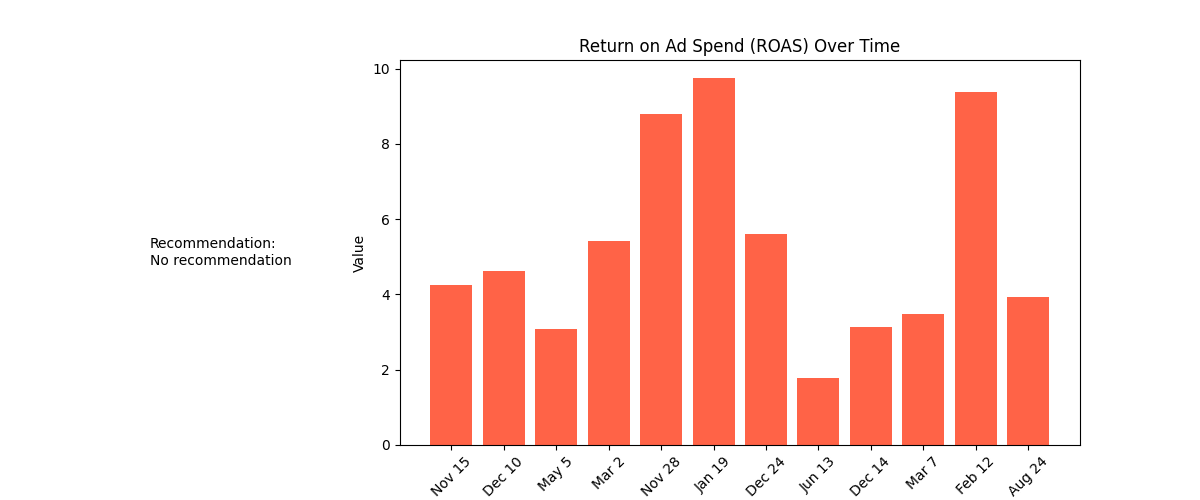 Return on Ad Spend (ROAS) Over Time
Recommendation:
No recommendation
Value
10
8
6
4
2
0
Nov 15
Dec 10
May 5
Mar 2
Nov 28
Jan 19
Dec 24
Jun 13
Dec 14
Mar 7
Feb 12
Aug 24